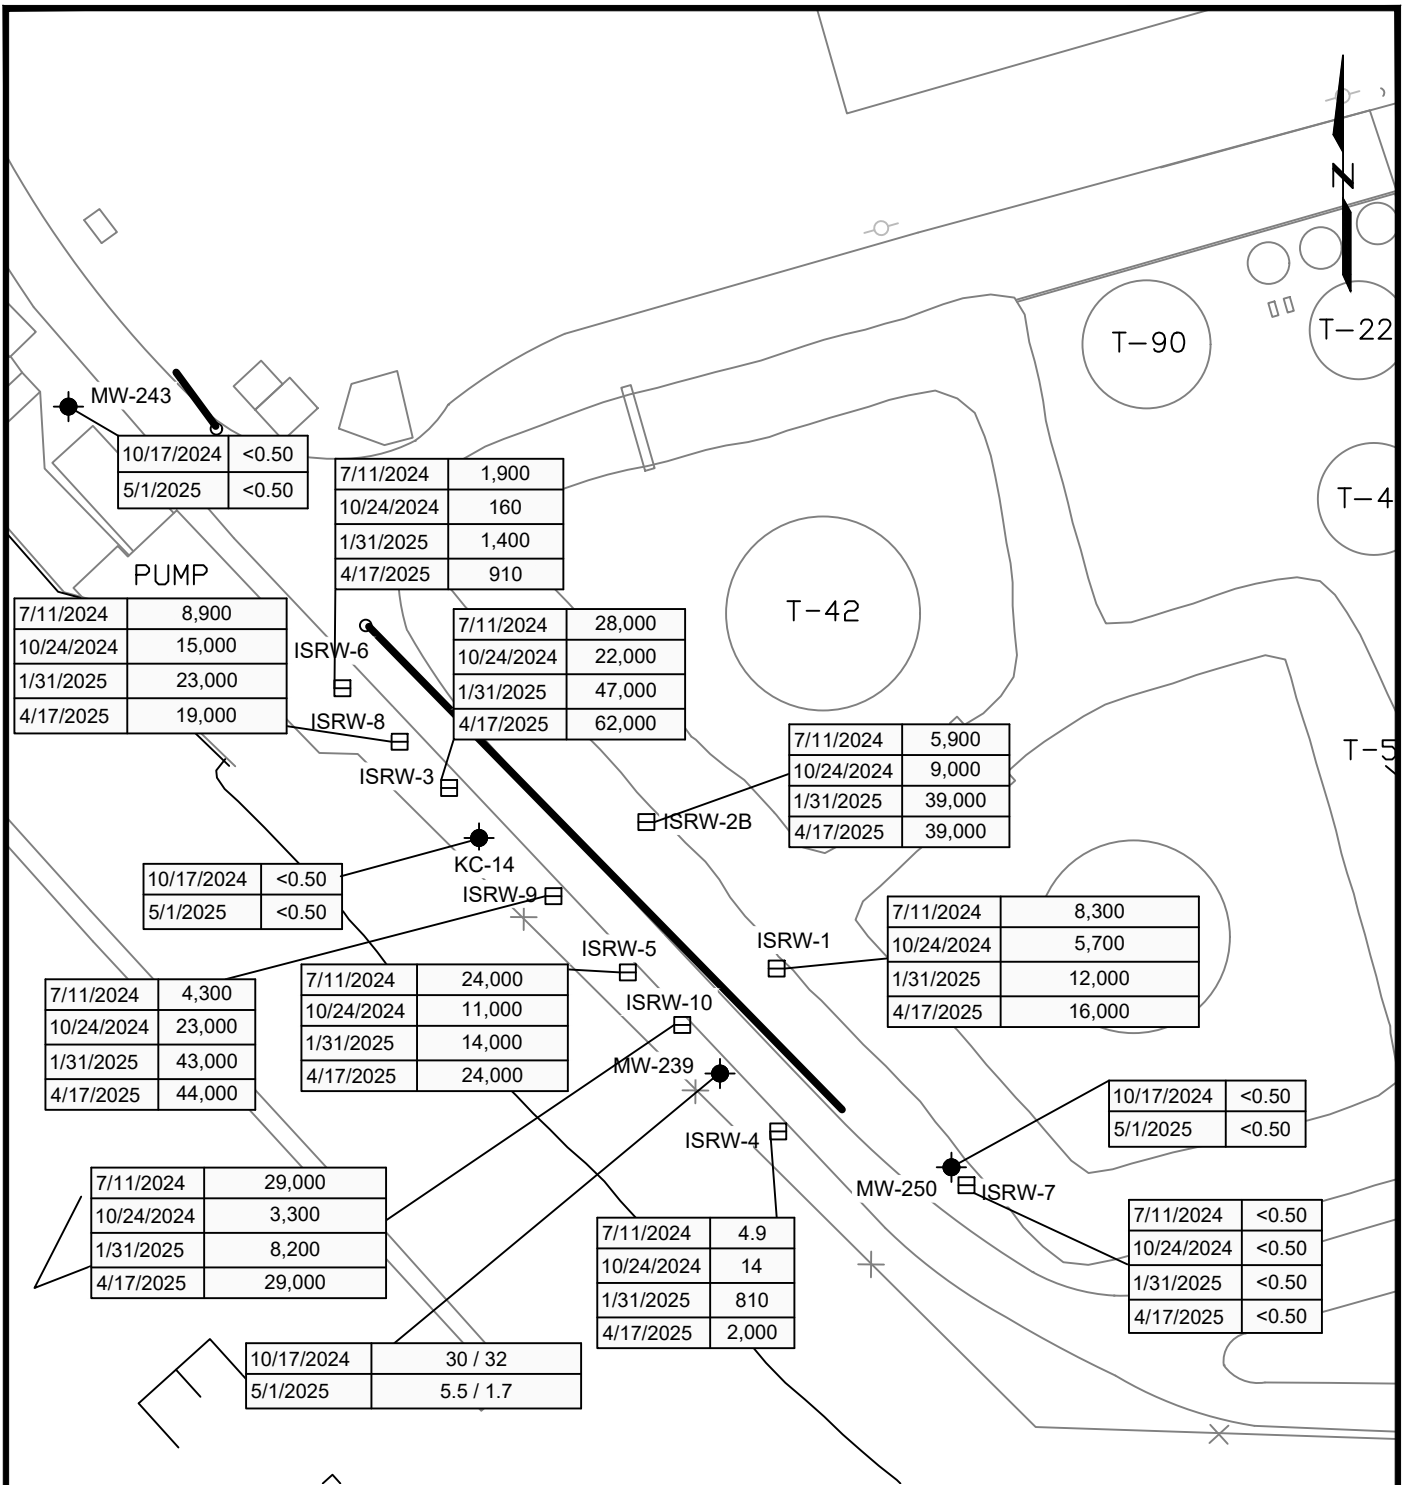 N
T-90
T-22
MW-243
10/17/2024 <0.50
5/1/2025 <0.50
7/11/2024 1,900
10/24/2024 160
1/31/2025 1,400
4/17/2025 910
T-4
PUMP
T-42
7/11/2024 8,900
10/24/2024 15,000
1/31/2025 23,000
4/17/2025 19,000
ISRW-6
7/11/2024 28,000
10/24/2024 22,000
1/31/2025 47,000
4/17/2025 62,000
ISRW-8
ISRW-3
7/11/2024 5,900
10/24/2024 9,000
1/31/2025 39,000
4/17/2025 39,000
T-5
ISRW-2B
KC-14
10/17/2024 <0.50
5/1/2025 <0.50
ISRW-9
7/11/2024 8,300
10/24/2024 5,700
1/31/2025 12,000
4/17/2025 16,000
ISRW-1
ISRW-5
7/11/2024 4,300
10/24/2024 23,000
1/31/2025 43,000
4/17/2025 44,000
7/11/2024 24,000
10/24/2024 11,000
1/31/2025 14,000
4/17/2025 24,000
ISRW-10
MW-239
10/17/2024 <0.50
5/1/2025 <0.50
ISRW-4
MW-250
ISRW-7
7/11/2024 29,000
10/24/2024 3,300
1/31/2025 8,200
4/17/2025 29,000
7/11/2024 4.9
10/24/2024 14
1/31/2025 810
4/17/2025 2,000
7/11/2024 <0.50
10/24/2024 <0.50
1/31/2025 <0.50
4/17/2025 <0.50
10/17/2024 30 / 32
5/1/2025 5.5 / 1.7